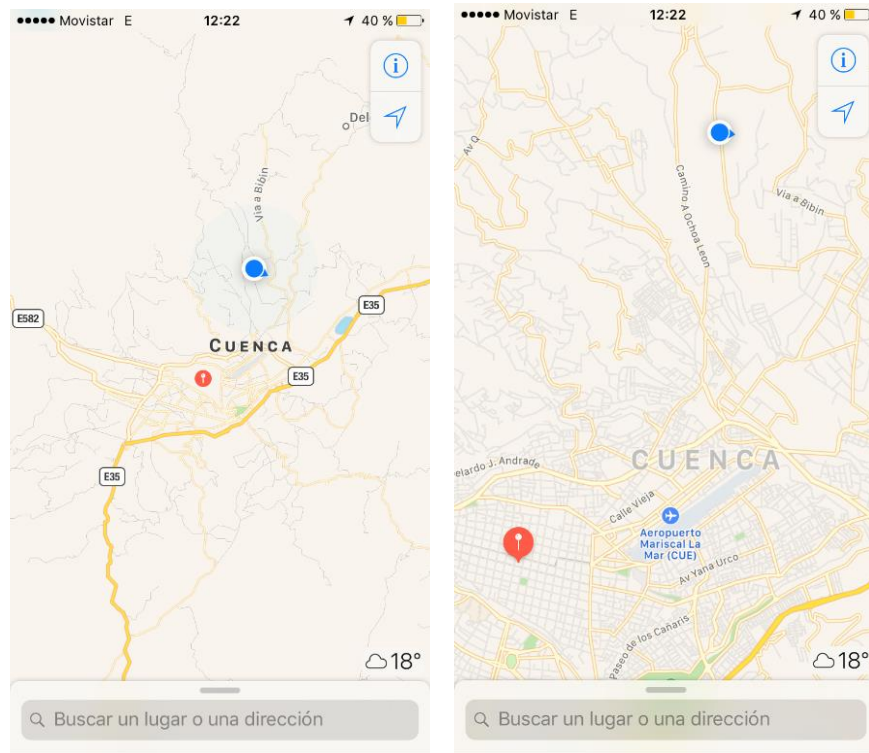 Movistar E 12:22 40 %
Del
Via a Bibin
E582
E35
CUENCA
E35
E35
18°
Buscar un lugar o una dirección
Movistar E 12:22 40 %
Av Q
Camino A Ochoa Leon
Via a Bibin
elardo J. Andrade
CUENCA
Calle Vieja
Aeropuerto
Mariscal La
Mar (CUE)
Av Yana Urco
Paseo de los Cañaris
18°
Buscar un lugar o una dirección